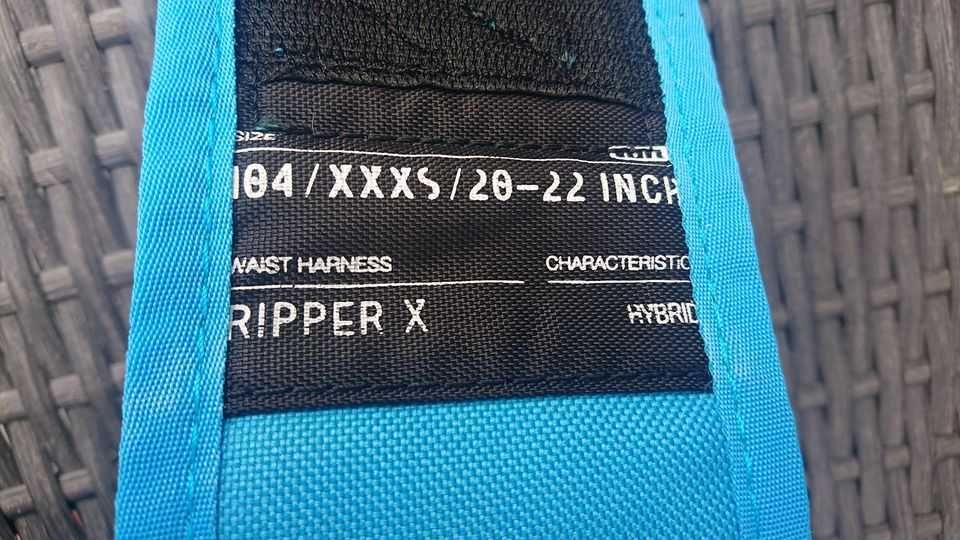 SIZE
104/XXXS/20-22 INCH
WAIST HARNESS CHARACTERISTIC
RIPPER X HYBRID